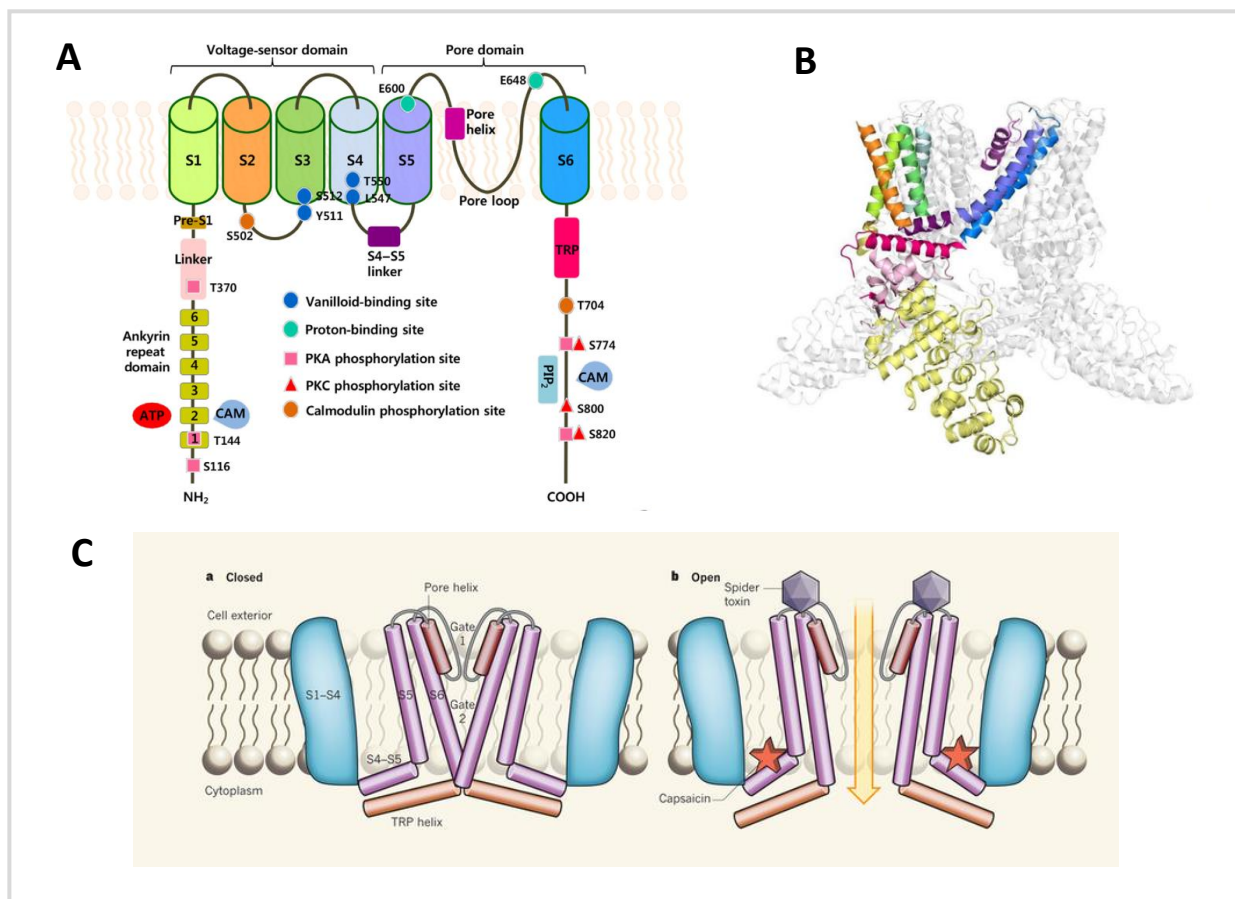 A
Voltage-sensor domain
Pore domain
E600
E648
Pore
helix
S1
S2
S3
S4
S5
S6
T550
S512
L547
Y511
Pore loop
Pre-S1
S502
S4–S5
linker
TRP
Linker
T370
Vanilloid-binding site
Proton-binding site
PKA phosphorylation site
PKC phosphorylation site
Calmodulin phosphorylation site
T704
6
5
4
3
2
1
Ankyrin
repeat
domain
ATP
CAM
T144
S116
NH2
S774
PIP2
CAM
S800
S820
COOH
B
C
a Closed
Pore helix
Cell exterior
Gate
1
S1–S4
S5
S6
Gate
2
S4–S5
Cytoplasm
TRP helix
b Open
Spider
toxin
Capsaicin